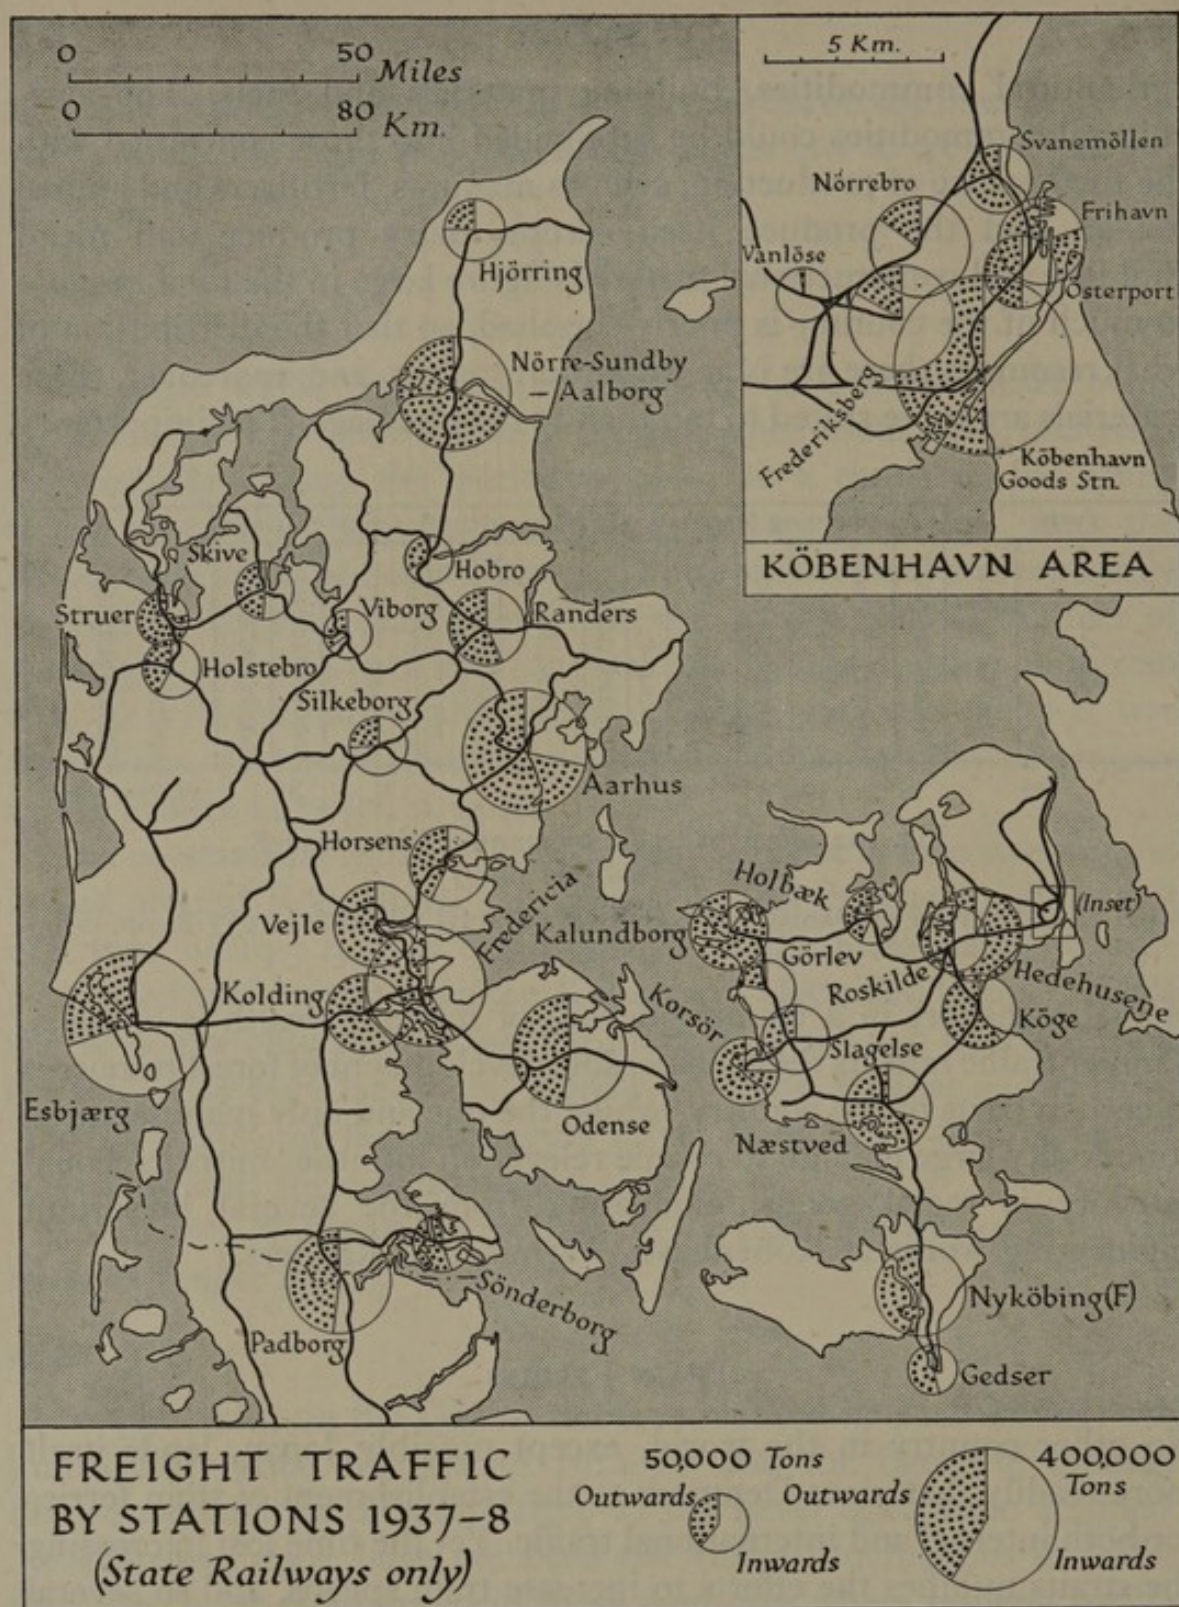 0 50 Miles
0 80 Km.
5 Km.
Svanemöllen
Nörrebro
Frihavn
Vanlöse
Österport
Frederiksberg
Köbenhavn
Goods Stn.
KÖBENHAVN AREA
Hjörring
Nörre-Sundby
– Aalborg
Skive
Hobro
Struer
Viborg
Randers
Holstebro
Silkeborg
Aarhus
Horsens
Fredericia
Vejle
Holbæk
(Inset)
Kalundborg
Görlev
Roskilde
Hedehusene
Kolding
Korsör
Köge
Slagelse
Esbjærg
Odense
Næstved
Sönderborg
Nyköbing(F)
Padborg
Gedser
FREIGHT TRAFFIC
BY STATIONS 1937–8
(State Railways only)
50,000 Tons
Outwards
Inwards
400,000
Tons
Outwards
Inwards